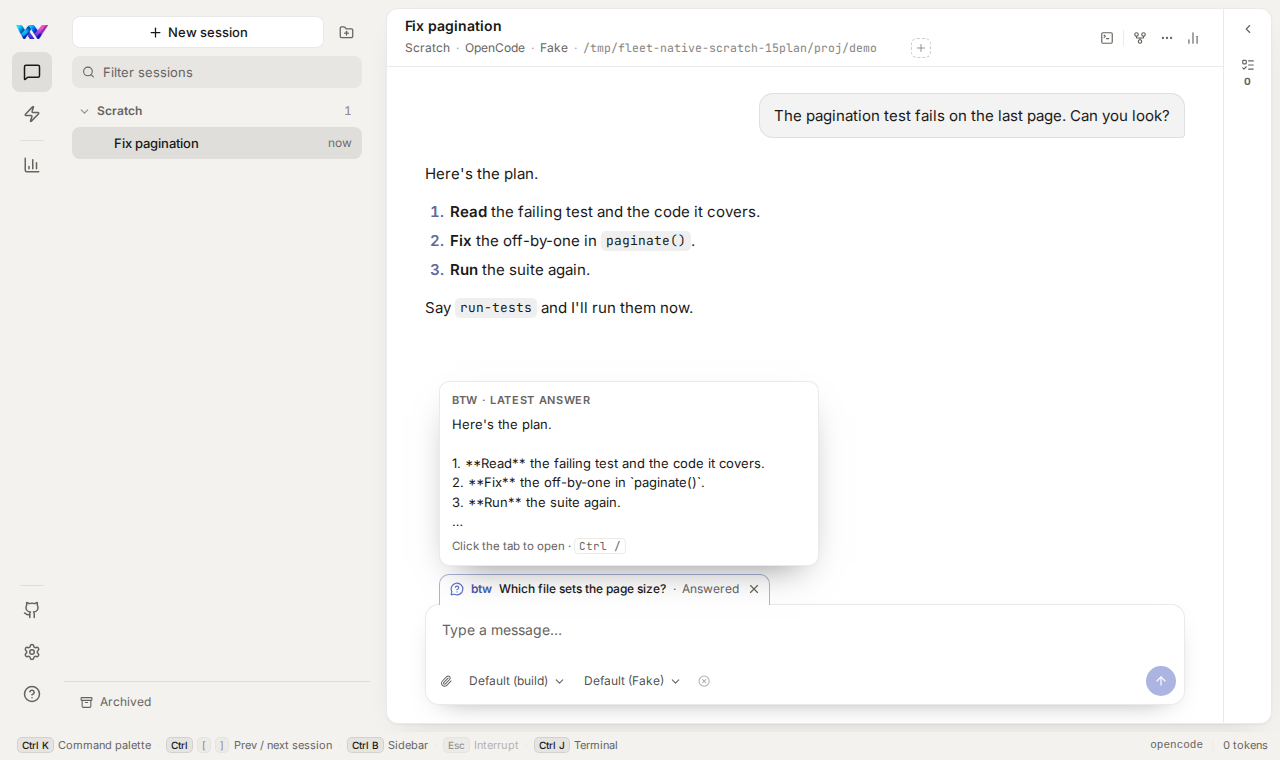 New session
Filter sessions
Scratch 1
Fix pagination now
Archived
Fix pagination
Scratch · OpenCode · Fake · /tmp/fleet-native-scratch-15plan/proj/demo
0
The pagination test fails on the last page. Can you look?
Here's the plan.
1. Read the failing test and the code it covers.
2. Fix the off-by-one in paginate().
3. Run the suite again.
Say run-tests and I'll run them now.
BTW · LATEST ANSWER
Here's the plan.
1. **Read** the failing test and the code it covers.
2. **Fix** the off-by-one in `paginate()`.
3. **Run** the suite again.
...
Click the tab to open · Ctrl /
btw Which file sets the page size? · Answered
Type a message...
Default (build) Default (Fake)
Ctrl K Command palette Ctrl [ ] Prev / next session Ctrl B Sidebar Esc Interrupt Ctrl J Terminal opencode 0 tokens